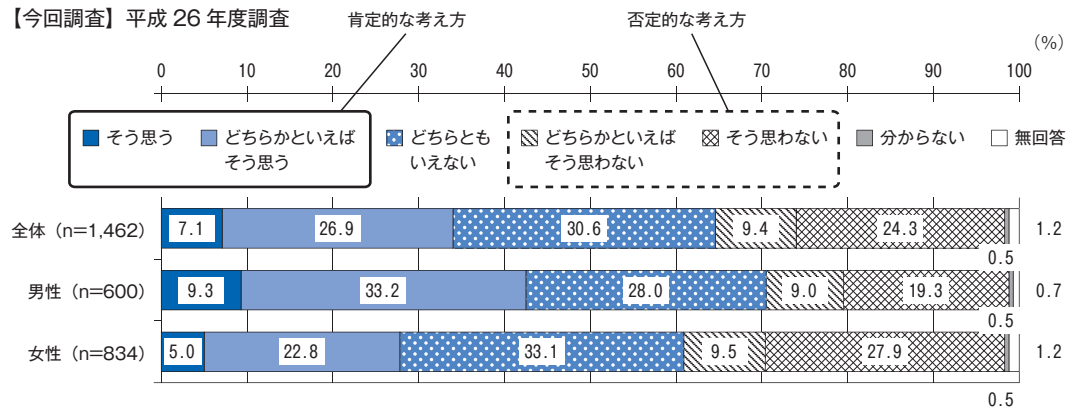 【今回調査】平成 26 年度調査
肯定的な考え方
否定的な考え方
（%）
0 10 20 30 40 50 60 70 80 90 100
そう思う
どちらかといえば
そう思う
どちらとも
いえない
どちらかといえば
そう思わない
そう思わない
分からない
無回答
全体（n=1,462） 7.1 26.9 30.6 9.4 24.3 1.2
0.5
男性（n=600） 9.3 33.2 28.0 9.0 19.3 0.7
0.5
女性（n=834） 5.0 22.8 33.1 9.5 27.9 1.2
0.5